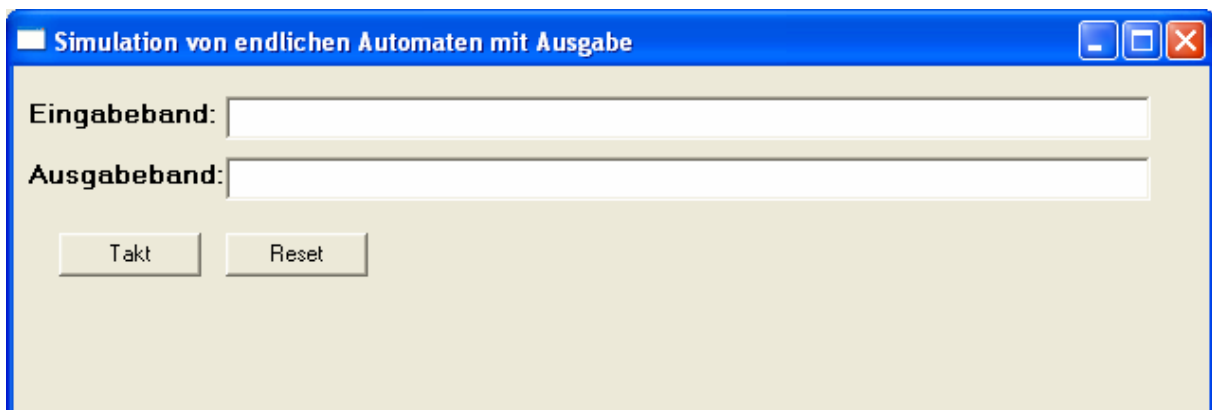 Simulation von endlichen Automaten mit Ausgabe
Eingabeband:
Ausgabeband:
Takt Reset